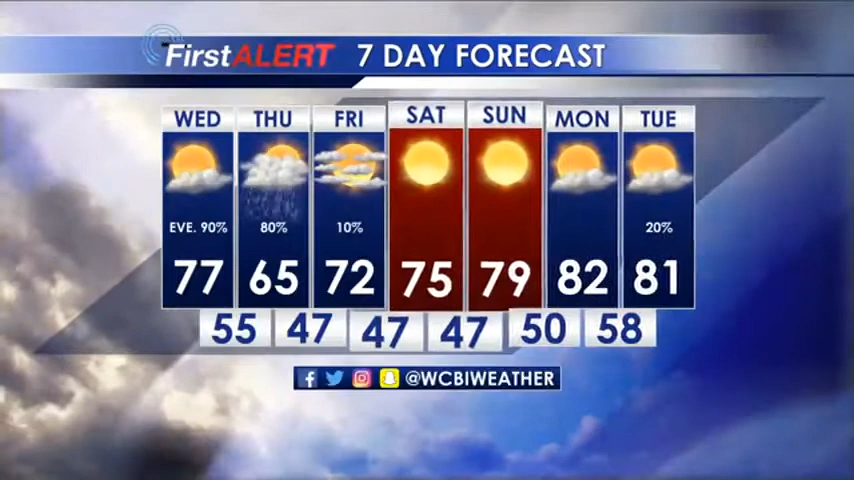 FirstALERT 7 DAY FORECAST
WED THU FRI SAT SUN MON TUE
EVE. 90% 80% 10% 20%
77 65 72 75 79 82 81
55 47 47 47 50 58
@WCBIWEATHER